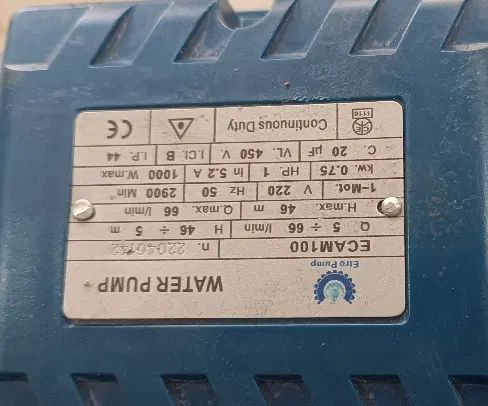 Elro Pump
WATER PUMP
ECAM100 n. 22040742
Q 5 ÷ 66 l/min H 46 ÷ 5 m
H.max. 46 m Q.max. 66 l/min
1~Mot. V 220 Hz 50 2900 Min⁻¹
kw. 0.75 HP. 1 In 5.2 A 1000 W.max
C. 20 µF VL. 450 V. I.Cl. B I.P. 44
Continuous Duty CE